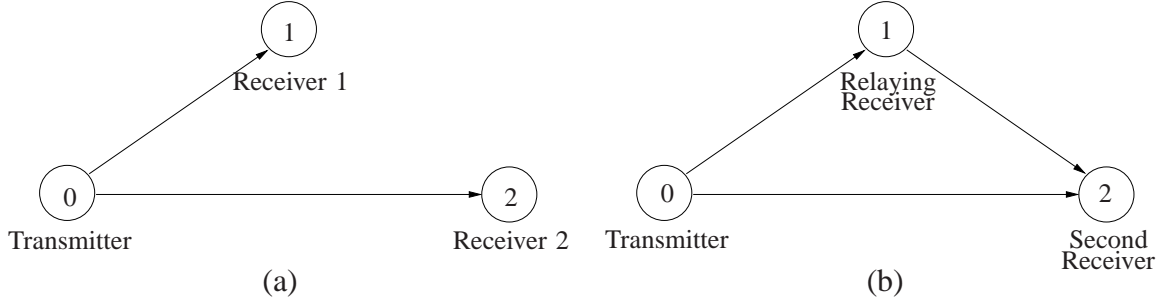 1
Receiver 1
0
Transmitter
2
Receiver 2
(a)
1
Relaying
Receiver
0
Transmitter
2
Second
Receiver
(b)